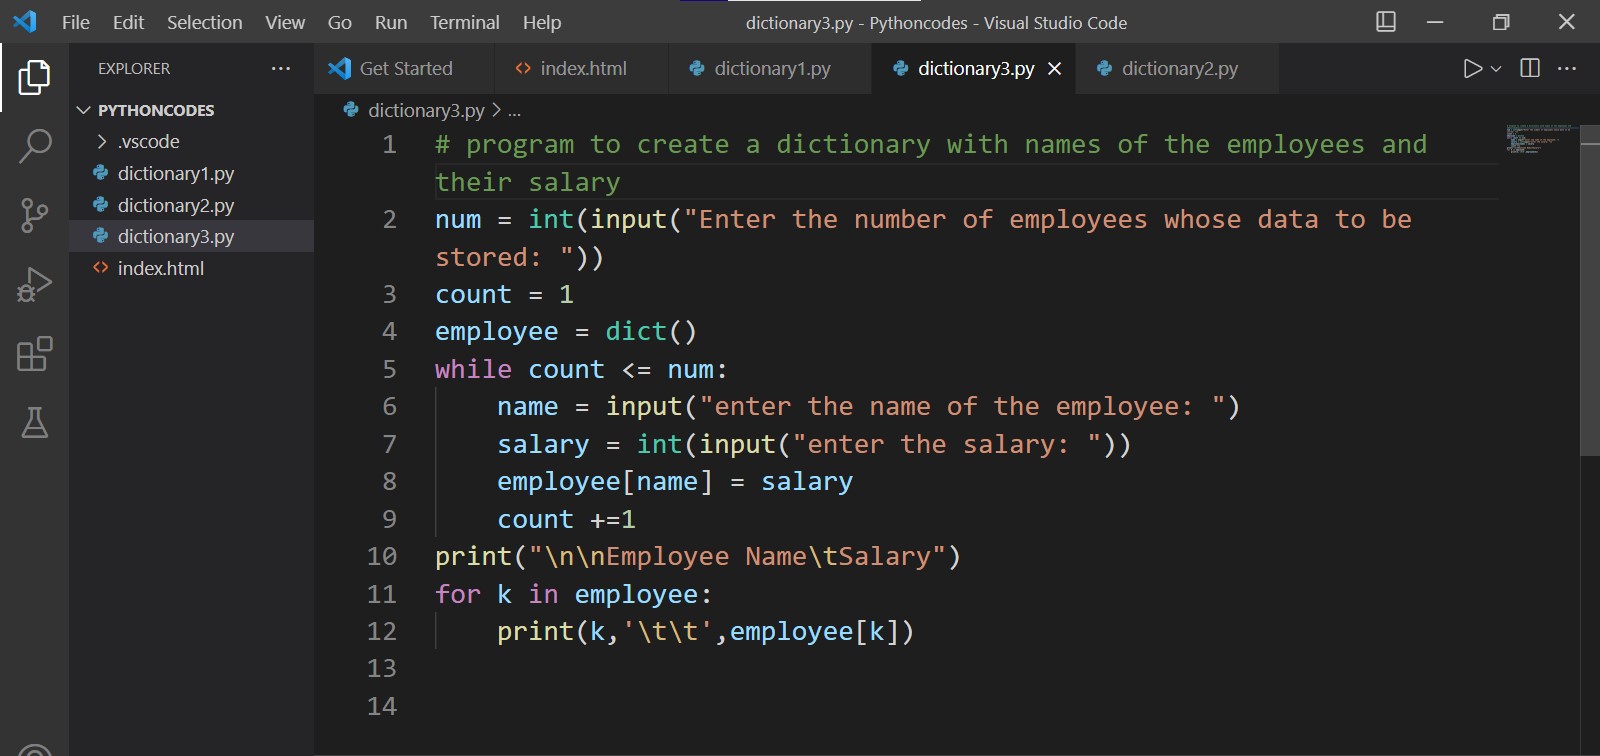 File Edit Selection View Go Run Terminal Help dictionary3.py - Pythoncodes - Visual Studio Code
EXPLORER ...
Get Started index.html dictionary1.py dictionary3.py dictionary2.py
PYTHONCODES
.vscode
dictionary1.py
dictionary2.py
dictionary3.py
index.html
dictionary3.py > ...
1 # program to create a dictionary with names of the employees and
their salary
2 num = int(input("Enter the number of employees whose data to be
stored: "))
3 count = 1
4 employee = dict()
5 while count <= num:
6 name = input("enter the name of the employee: ")
7 salary = int(input("enter the salary: "))
8 employee[name] = salary
9 count +=1
10 print("\n\nEmployee Name\tSalary")
11 for k in employee:
12 print(k,'\t\t',employee[k])
13
14